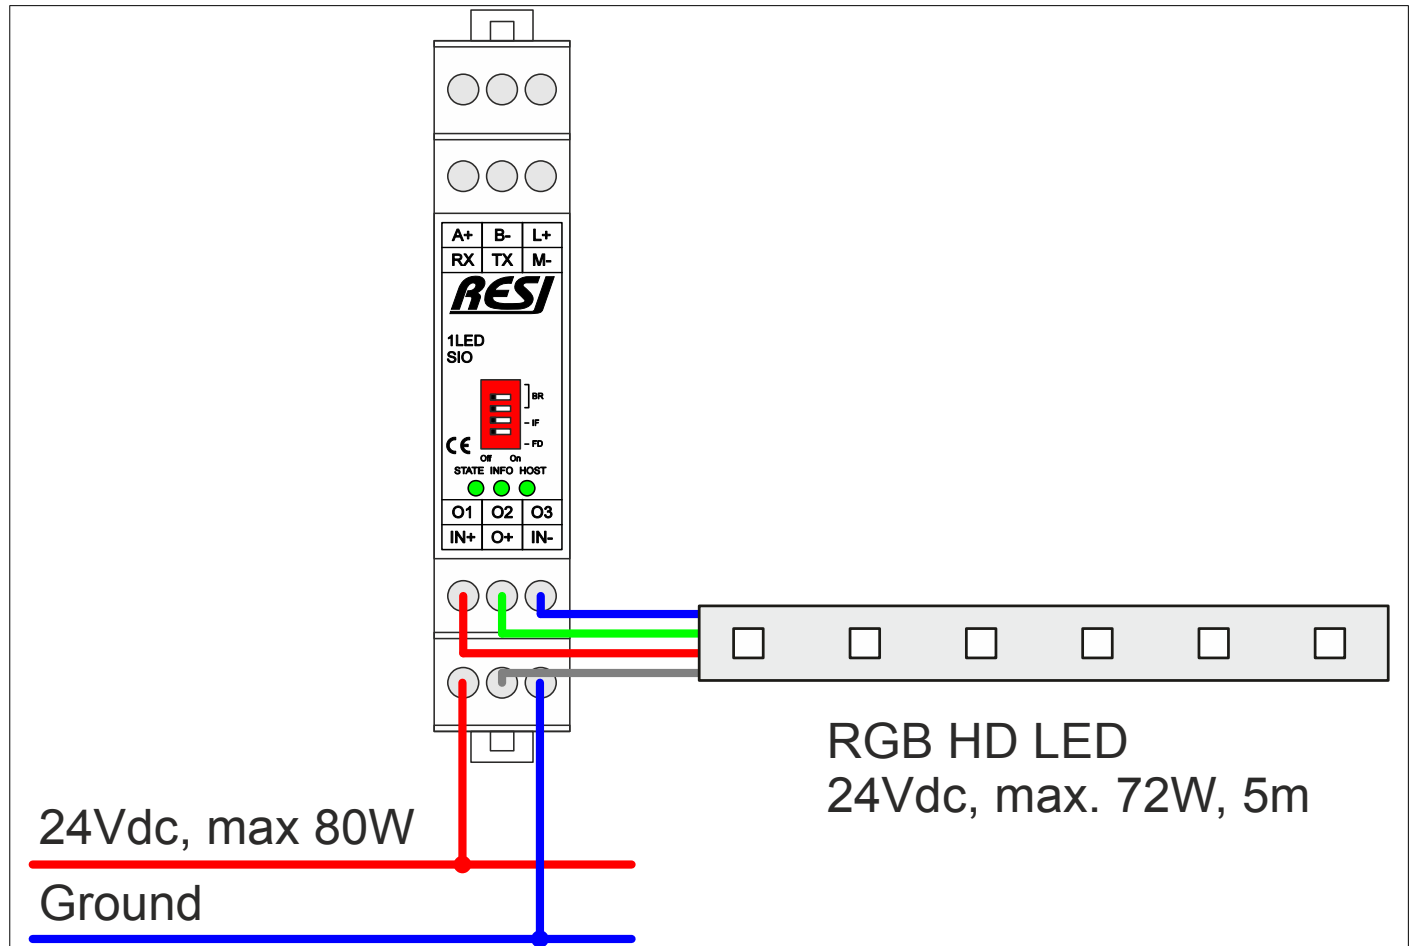 A+ B- L+
RX TX M-
RESI
1LED
SIO
BR
IF
FD
CE
Off On
STATE INFO HOST
O1 O2 O3
IN+ O+ IN-
RGB HD LED
24Vdc, max. 72W, 5m
24Vdc, max 80W
Ground